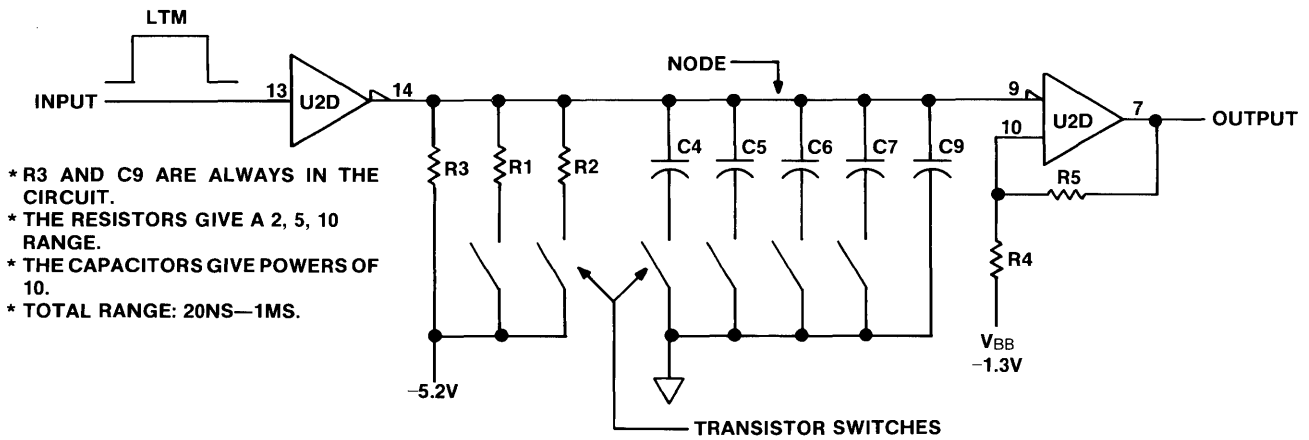 LTM
INPUT
13
U2D
14
NODE
9
10
U2D
7
OUTPUT
R3
R1
R2
C4
C5
C6
C7
C9
R5
R4
* R3 AND C9 ARE ALWAYS IN THE
CIRCUIT.
* THE RESISTORS GIVE A 2, 5, 10
RANGE.
* THE CAPACITORS GIVE POWERS OF
10.
* TOTAL RANGE: 20NS—1MS.
−5.2V
VBB
−1.3V
TRANSISTOR SWITCHES